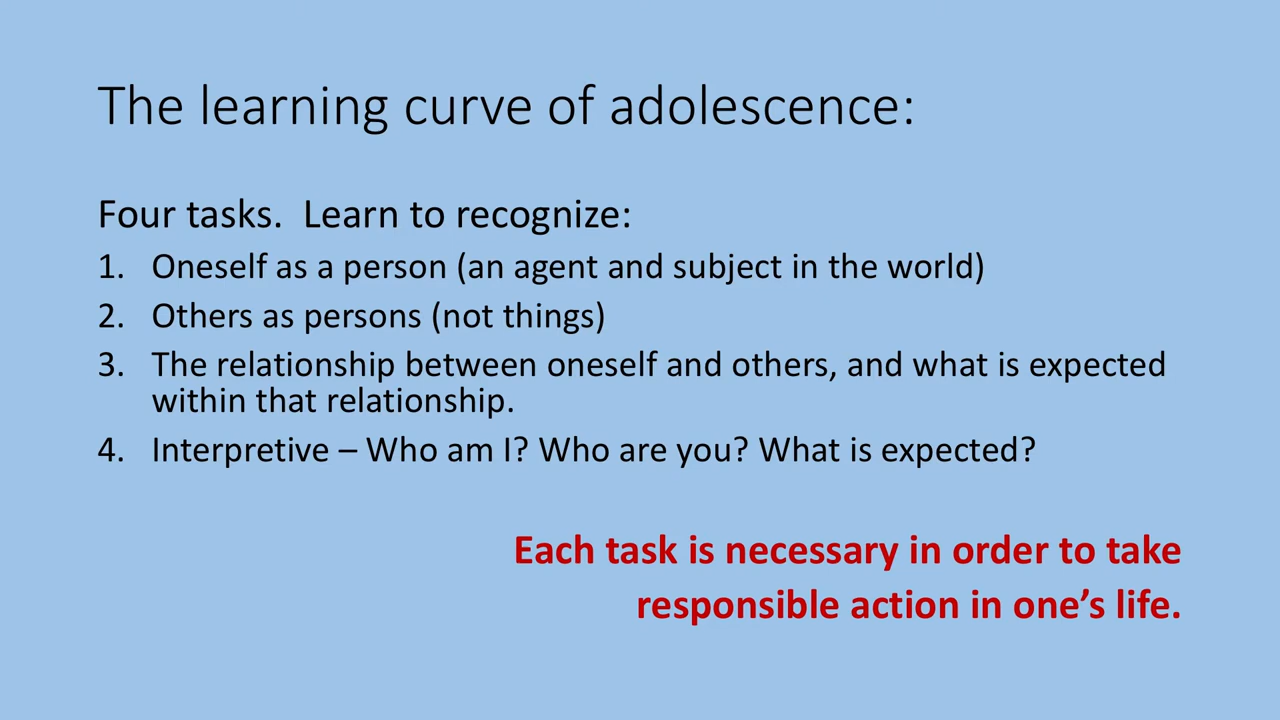 The learning curve of adolescence:
Four tasks.  Learn to recognize:
1. Oneself as a person (an agent and subject in the world)
2. Others as persons (not things)
3. The relationship between oneself and others, and what is expected
within that relationship.
4. Interpretive – Who am I? Who are you? What is expected?
Each task is necessary in order to take
responsible action in one’s life.